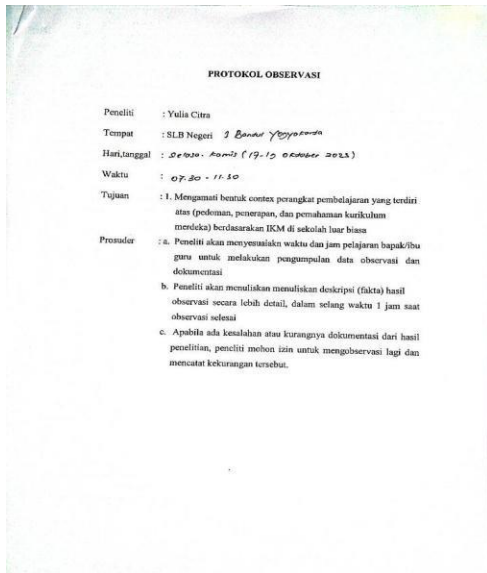 PROTOKOL OBSERVASI
Peneliti : Yulia Citra
Tempat : SLB Negeri 1 Bantul Yogyakarta
Hari,tanggal : Selasa - Kamis (17-19 Oktober 2023)
Waktu : 07.30 - 11.30
Tujuan : 1. Mengamati bentuk contex perangkat pembelajaran yang terdiri
atas (pedoman, penerapan, dan pemahaman kurikulum
merdeka) berdasarakan IKM di sekolah luar biasa
Prosuder : a. Peneliti akan menyesuaiakn waktu dan jam pelajaran bapak/ibu
guru untuk melakukan pengumpulan data observasi dan
dokumentasi
b. Peneliti akan menuliskan menuliskan deskripsi (fakta) hasil
observasi secara lebih detail, dalam selang waktu 1 jam saat
observasi selesai
c. Apabila ada kesalahan atau kurangnya dokumentasi dari hasil
penelitian, peneliti mohon izin untuk mengobservasi lagi dan
mencatat kekurangan tersebut.